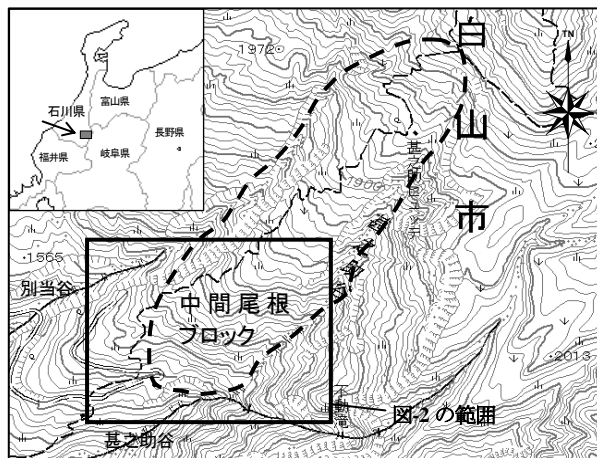 石川県
富山県
長野県
福井県
岐阜県
1972
TN
白山市
甚之助ヒュッテ
1900
1565
別当谷
中間尾根
ブロック
2013
不動滝
図-2 の範囲
甚之助谷